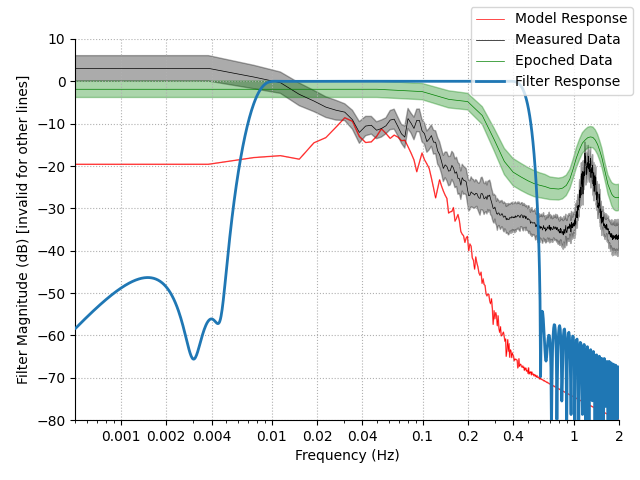 Model Response
Measured Data
Epoched Data
Filter Response
10
0
−10
−20
−30
−40
−50
−60
−70
−80
Filter Magnitude (dB) [invalid for other lines]
0.001 0.002 0.004 0.01 0.02 0.04 0.1 0.2 0.4 1 2
Frequency (Hz)